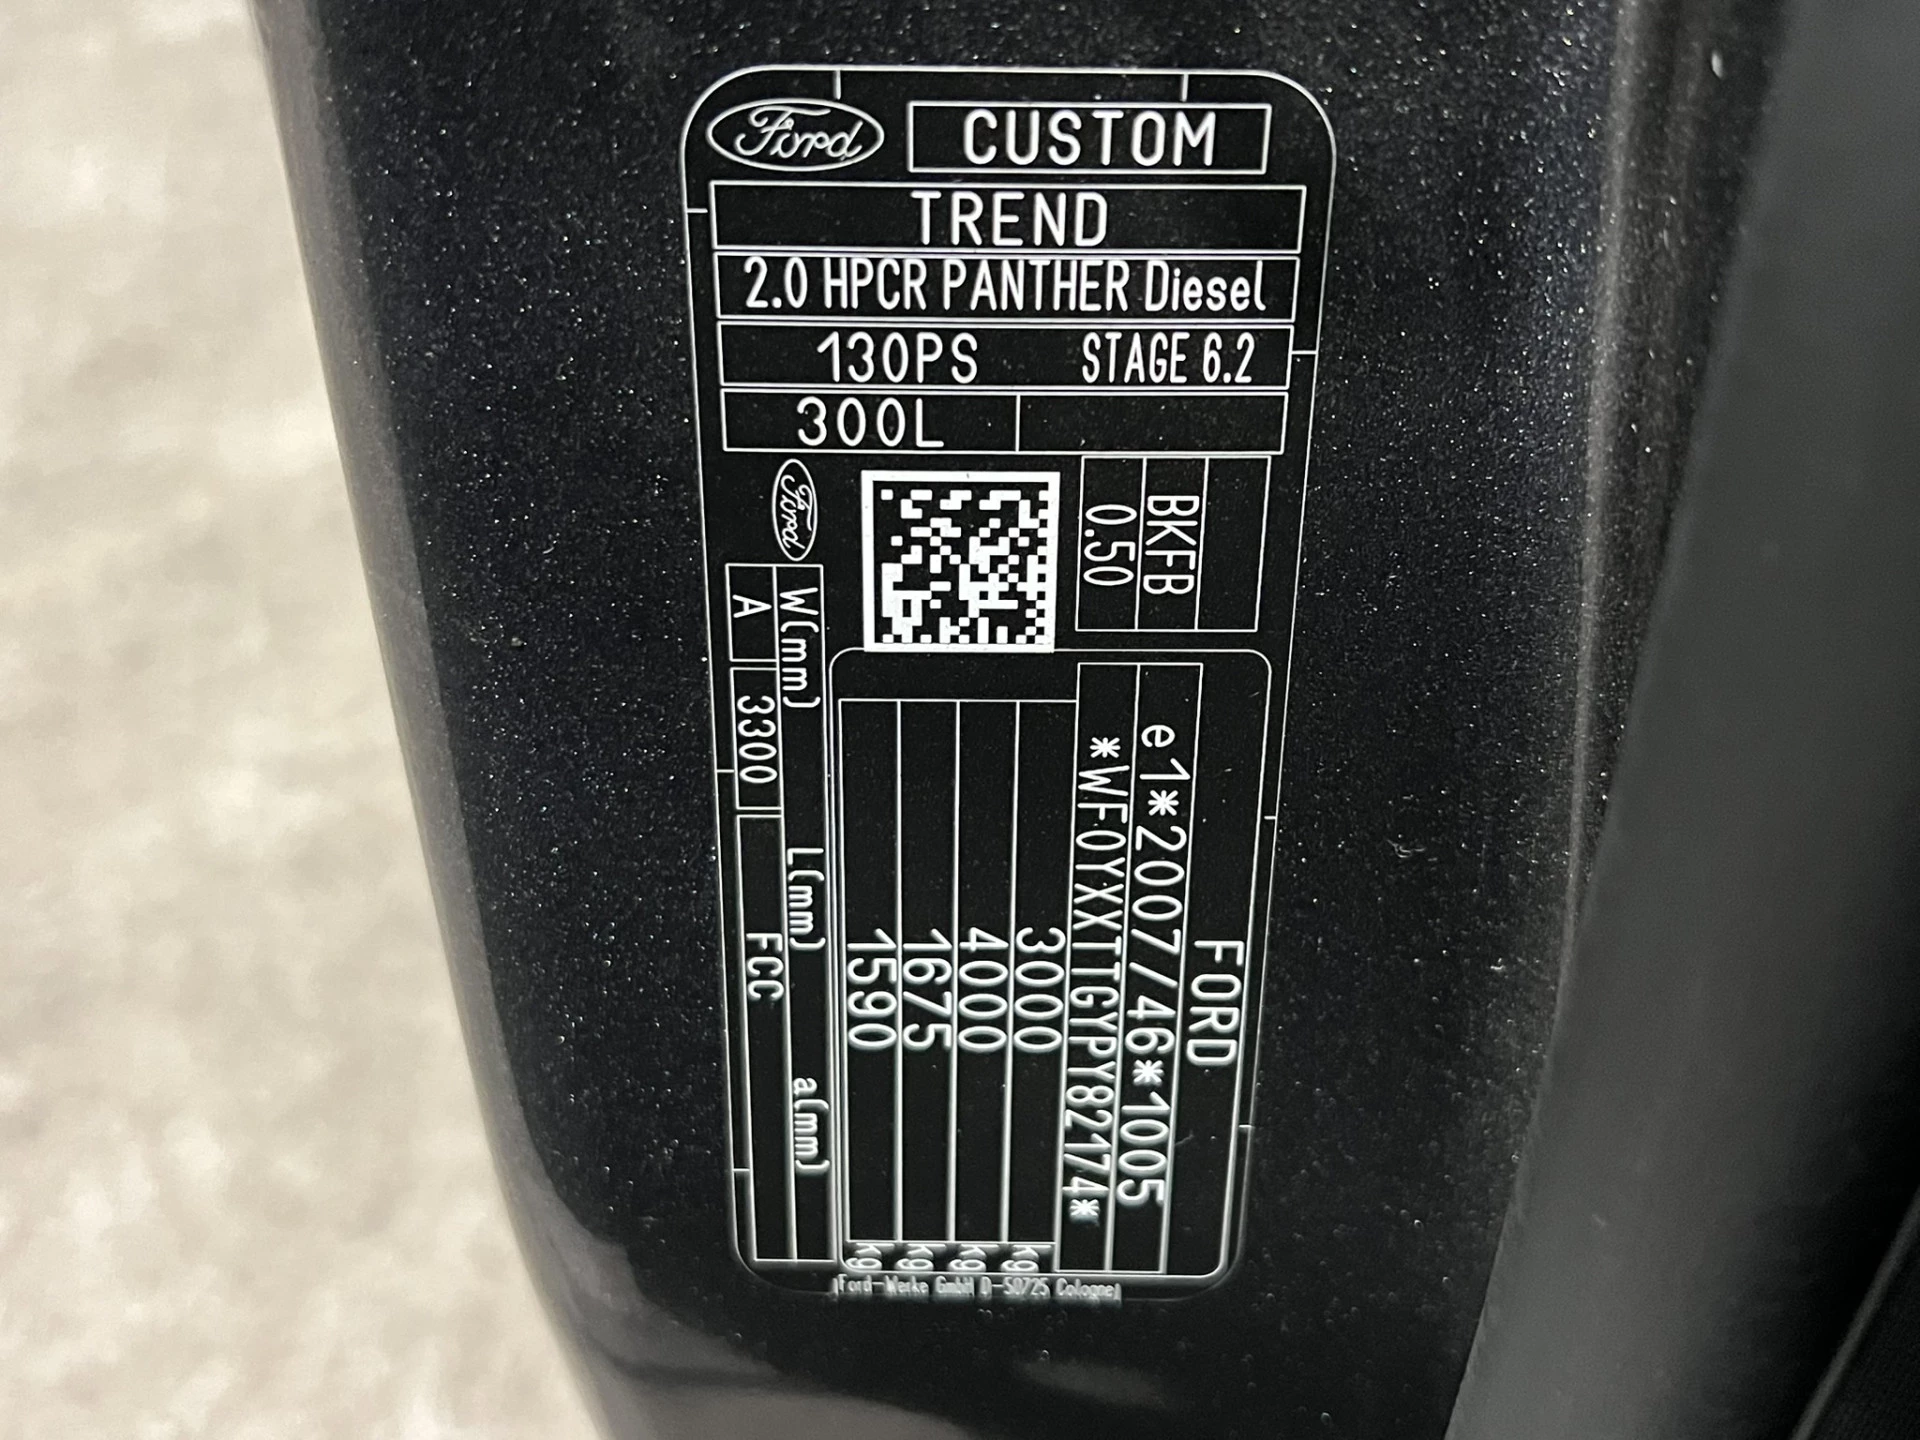 Ford CUSTOM
TREND
2.0 HPCR PANTHER Diesel
130PS STAGE 6.2
300L
Ford
BKFB
0.50
FORD
e1*2007/46*1005
*WF0YXXTTGYPY82174*
3000 kg
4000 kg
1675 kg
1590 kg
W(mm) L(mm) a(mm)
A 3300 FCC
Ford-Werke GmbH D-50725 Cologne